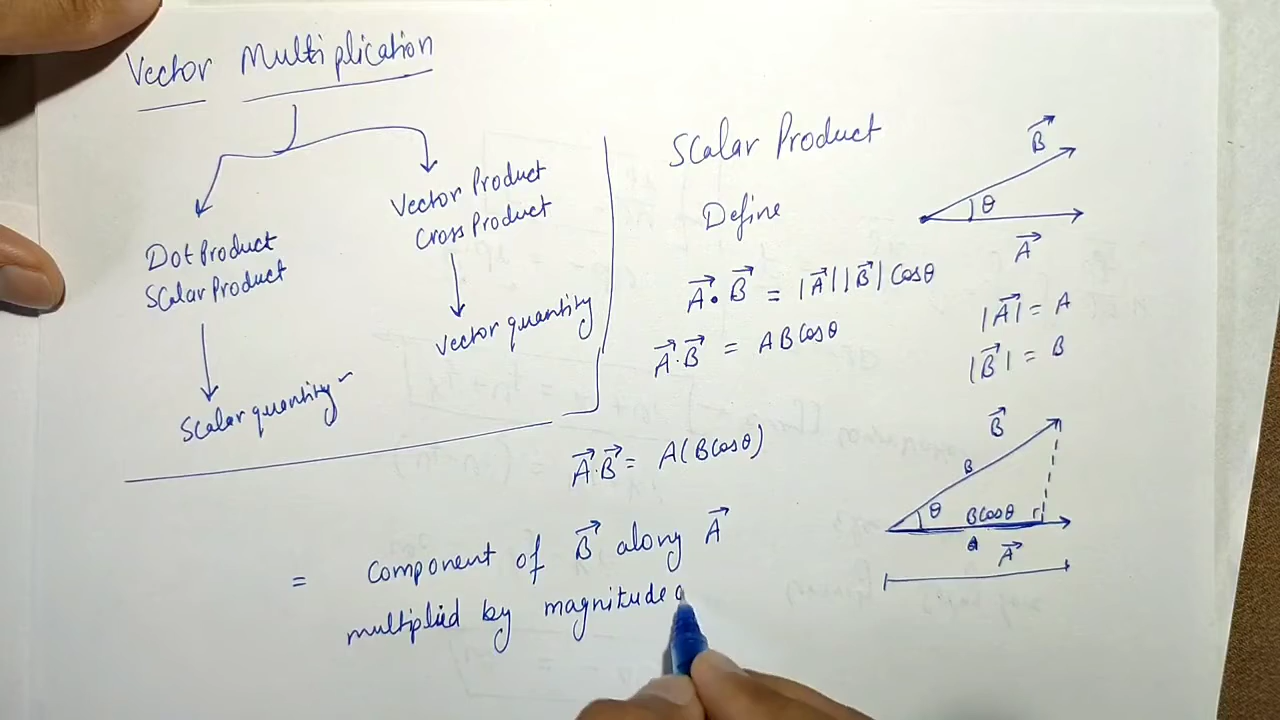 Vector Multiplication
Dot Product
Scalar Product
Scalar quantity
Vector Product
Cross Product
Vector quantity
Scalar Product
Define
A⃗ • B⃗ = |A⃗| |B⃗| Cosθ
A⃗·B⃗ = AB Cosθ
B⃗
θ
A⃗
|A⃗| = A
|B⃗| = B
A⃗·B⃗ = A(BCosθ)
B⃗
B
θ
BCosθ
A⃗
= Component of B⃗ along A⃗
multiplied by magnitude